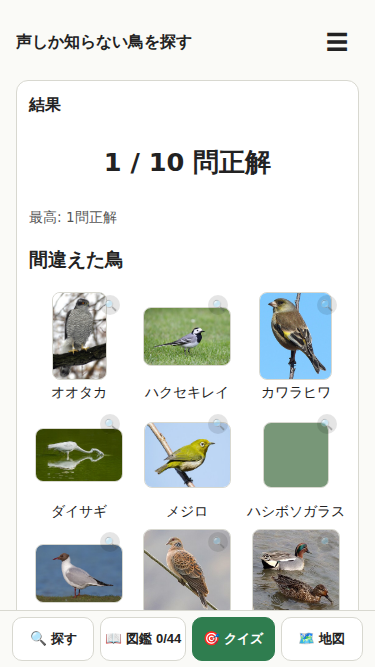 声しか知らない鳥を探す
結果
1 / 10 問正解
最高: 1問正解
間違えた鳥
オオタカ
ハクセキレイ
カワラヒワ
ダイサギ
メジロ
ハシボソガラス
探す
図鑑 0/44
クイズ
地図